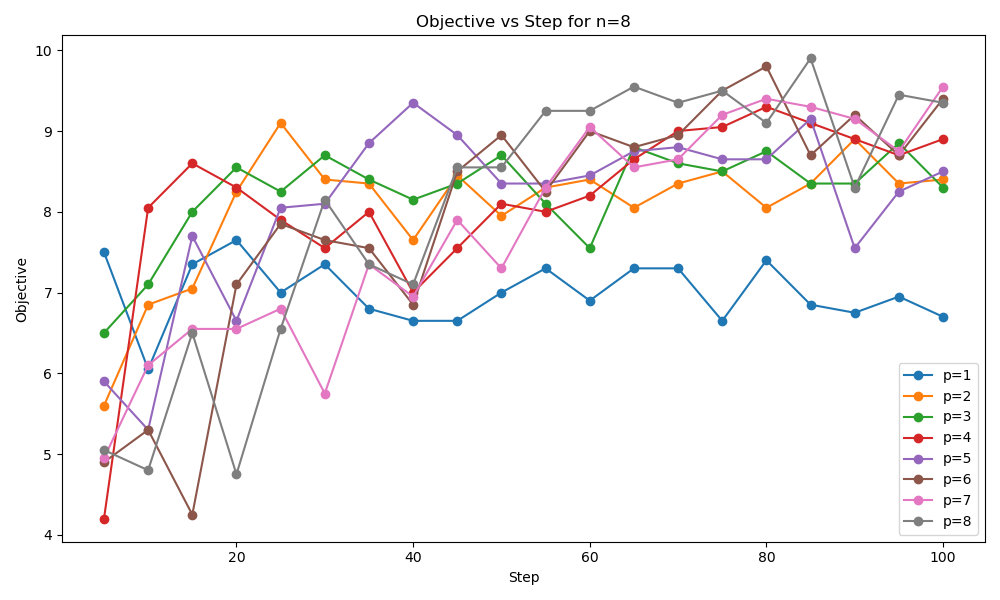 Objective vs Step for n=8
Objective
10
9
8
7
6
5
4
20 40 60 80 100
Step
p=1
p=2
p=3
p=4
p=5
p=6
p=7
p=8